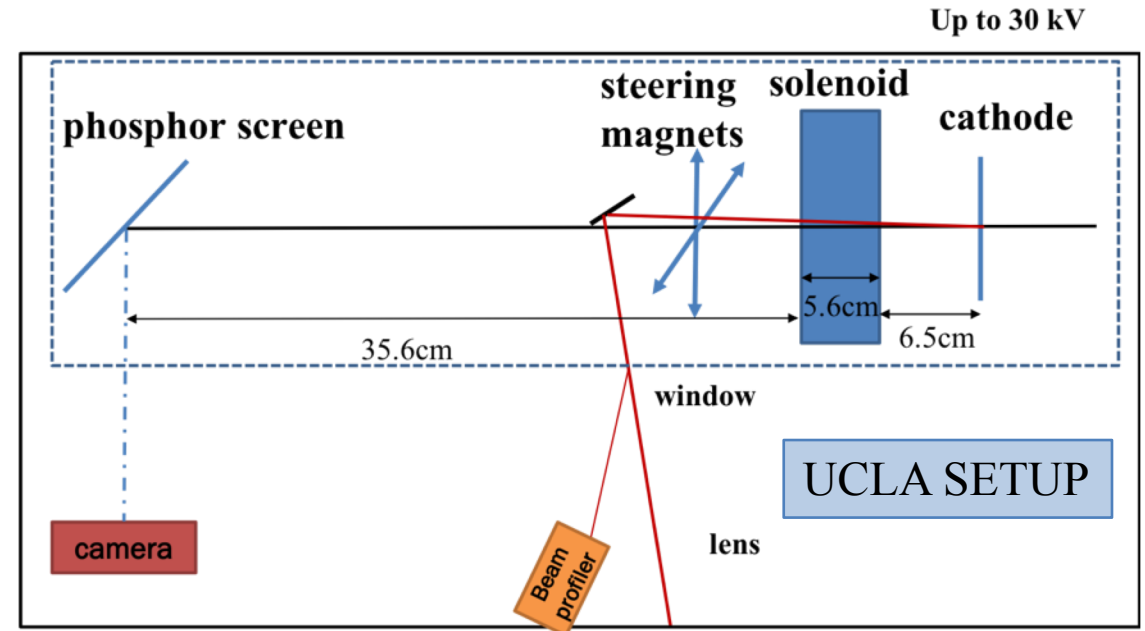 Up to 30 kV
steering
magnets
solenoid
cathode
phosphor screen
5.6cm
6.5cm
35.6cm
window
UCLA SETUP
lens
camera
Beam
profiler